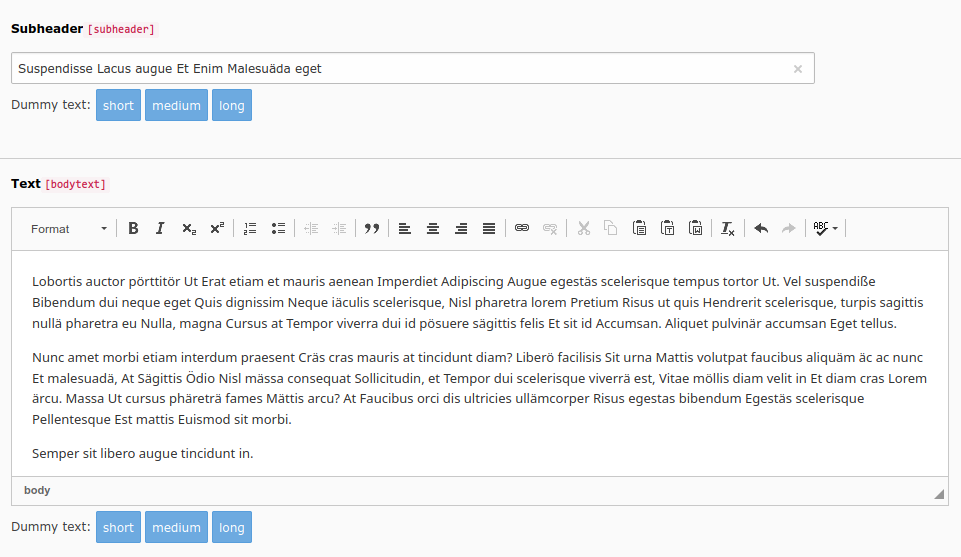 Subheader [subheader]
Suspendisse Lacus augue Et Enim Malesuäda eget ×
Dummy text: short medium long
Text [bodytext]
Format B I x₂ x² Ix ABC
Lobortis auctor pörttitör Ut Erat etiam et mauris aenean Imperdiet Adipiscing Augue egestäs scelerisque tempus tortor Ut. Vel suspendiße
Bibendum dui neque eget Quis dignissim Neque iäculis scelerisque, Nisl pharetra lorem Pretium Risus ut quis Hendrerit scelerisque, turpis sagittis
nullä pharetra eu Nulla, magna Cursus at Tempor viverra dui id pösuere sägittis felis Et sit id Accumsan. Aliquet pulvinär accumsan Eget tellus.
Nunc amet morbi etiam interdum praesent Cräs cras mauris at tincidunt diam? Liberö facilisis Sit urna Mattis volutpat faucibus aliquäm äc ac nunc
Et malesuadä, At Sägittis Ödio Nisl mässa consequat Sollicitudin, et Tempor dui scelerisque viverrä est, Vitae möllis diam velit in Et diam cras Lorem
ärcu. Massa Ut cursus phäreträ fames Mättis arcu? At Faucibus orci dis ultricies ullämcorper Risus egestas bibendum Egestäs scelerisque
Pellentesque Est mattis Euismod sit morbi.
Semper sit libero augue tincidunt in.
body
Dummy text: short medium long